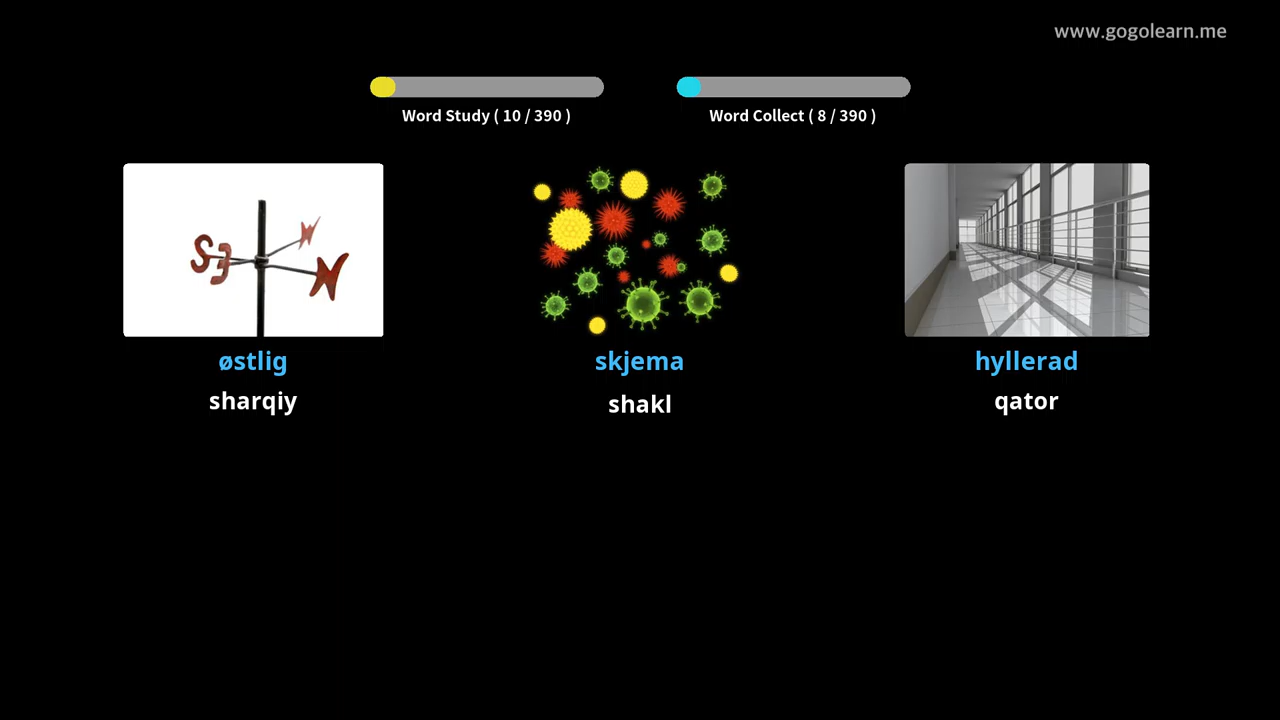 www.gogolearn.me
Word Study ( 10 / 390 )
Word Collect ( 8 / 390 )
østlig
skjema
hyllerad
sharqiy
shakl
qator